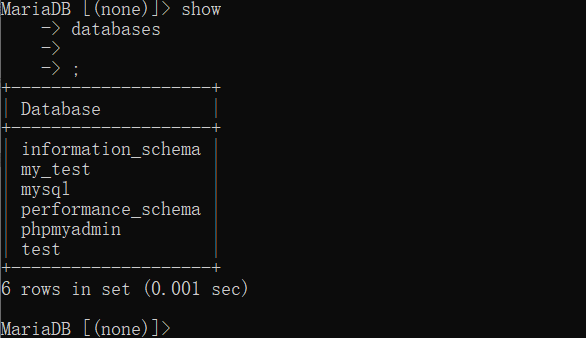 MariaDB [(none)]> show
    -> databases
    ->
    -> ;
+--------------------+
| Database           |
+--------------------+
| information_schema |
| my_test            |
| mysql              |
| performance_schema |
| phpmyadmin         |
| test               |
+--------------------+
6 rows in set (0.001 sec)

MariaDB [(none)]>